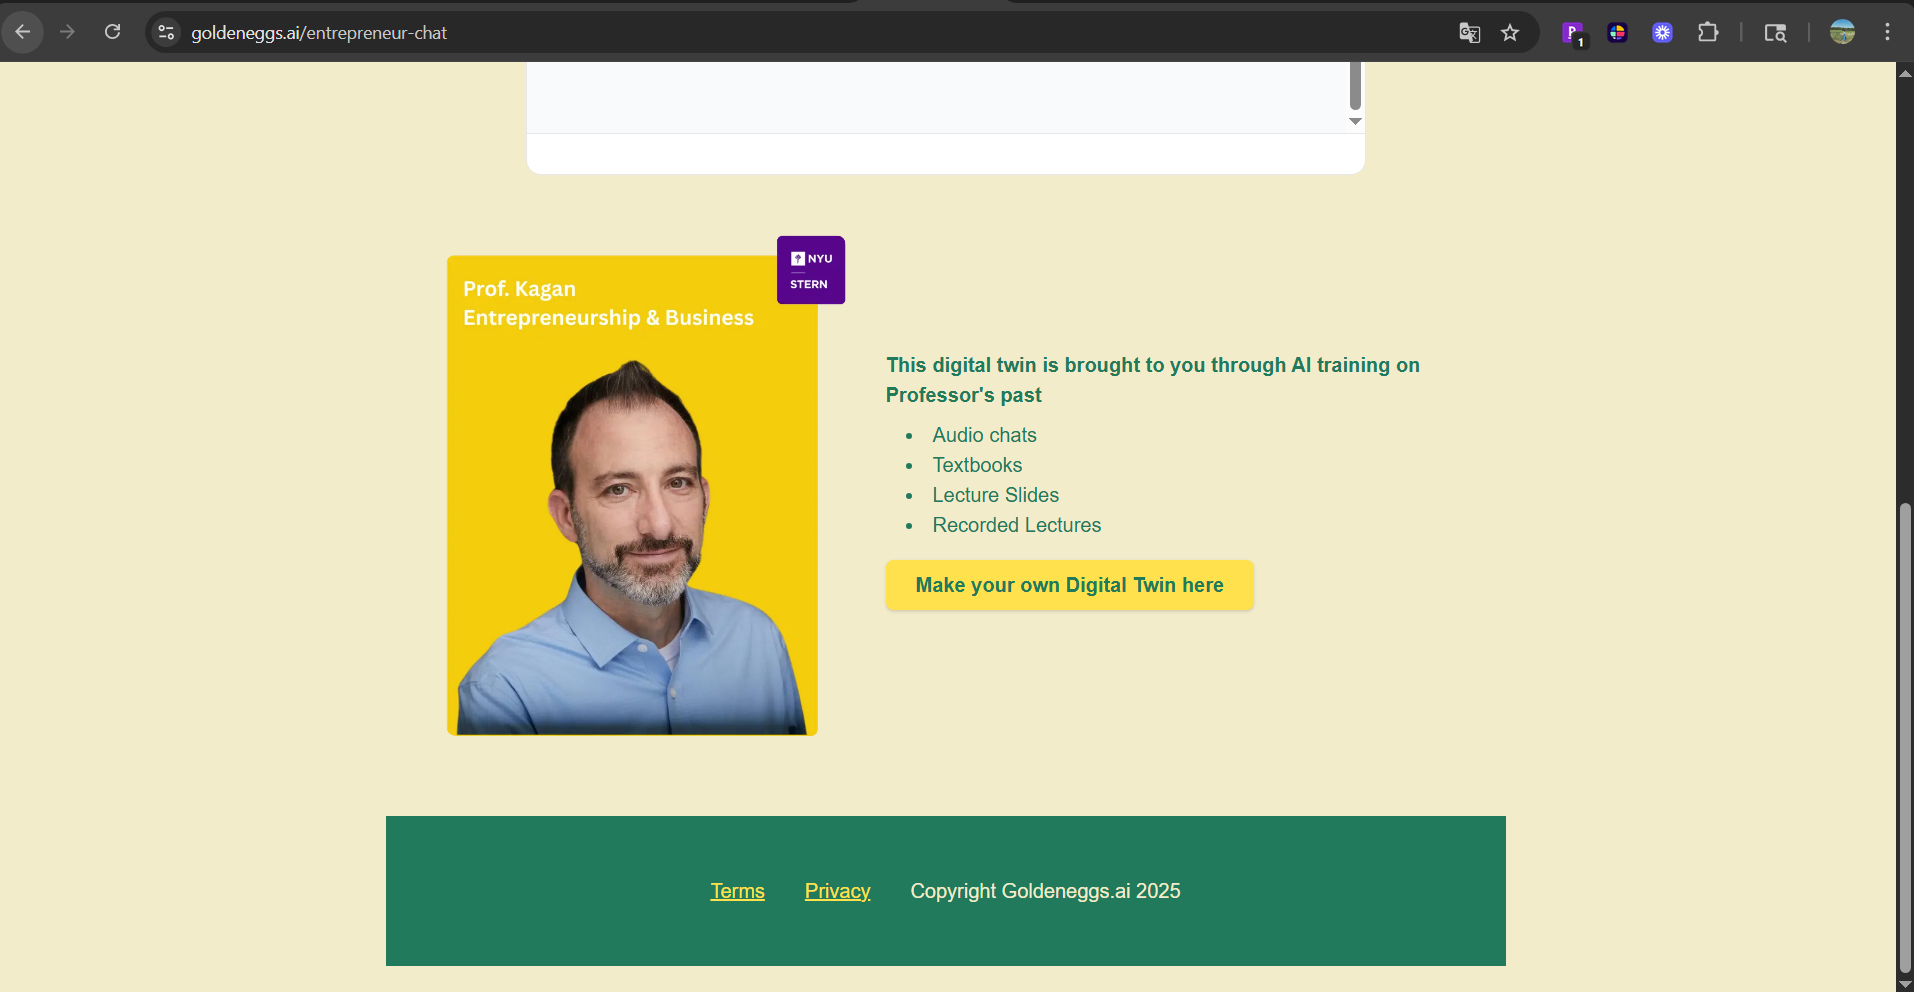 goldeneggs.ai/entrepreneur-chat
1
NYU
STERN
Prof. Kagan
Entrepreneurship & Business
This digital twin is brought to you through AI training on
Professor's past
• Audio chats
• Textbooks
• Lecture Slides
• Recorded Lectures
Make your own Digital Twin here
Terms Privacy Copyright Goldeneggs.ai 2025